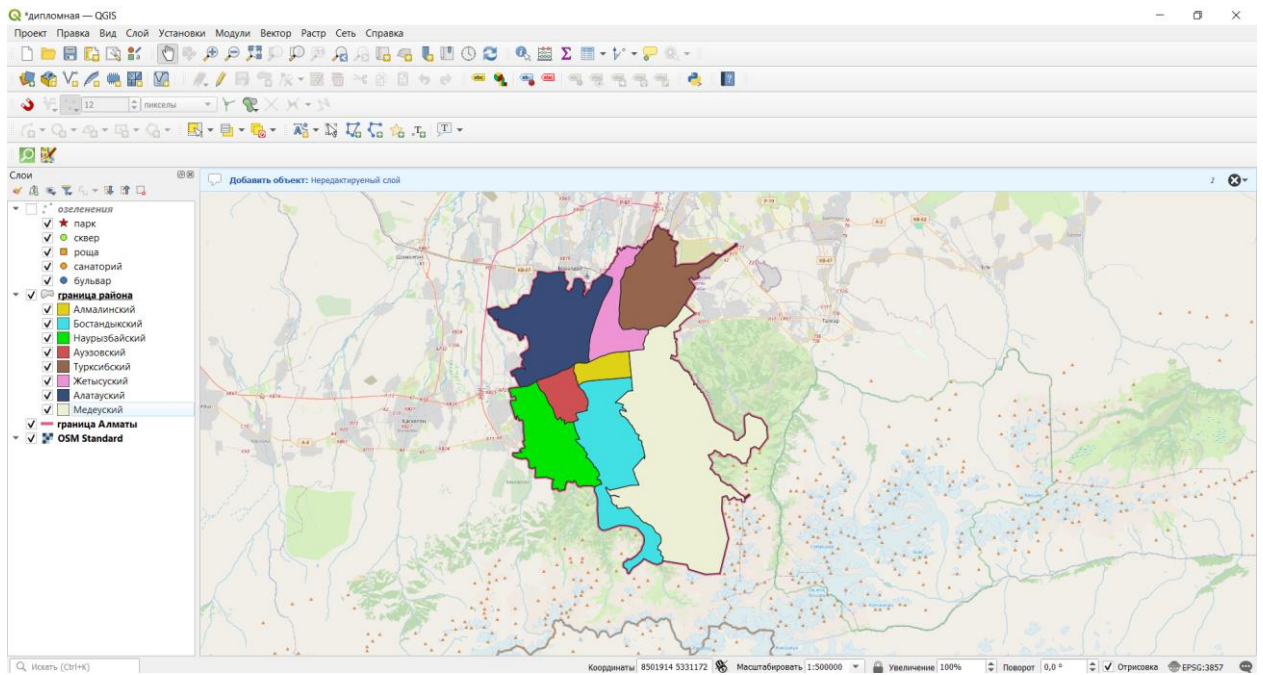 *дипломная — QGIS
Проект Правка Вид Слой Установки Модули Вектор Растр Сеть Справка
12 пикселы
Слои
Добавить объект: Нередактируемый слой
2
озеленения
парк
сквер
роща
санаторий
бульвар
граница района
Алмалинский
Бостандыкский
Наурызбайский
Ауэзовский
Турксибский
Жетысуский
Алатауский
Медеуский
граница Алматы
OSM Standard
Талгар
Искать (Ctrl+K)
Координаты 8501914 5331172 Масштабировать 1:500000 Увеличение 100% Поворот 0,0 ° Отрисовка EPSG:3857